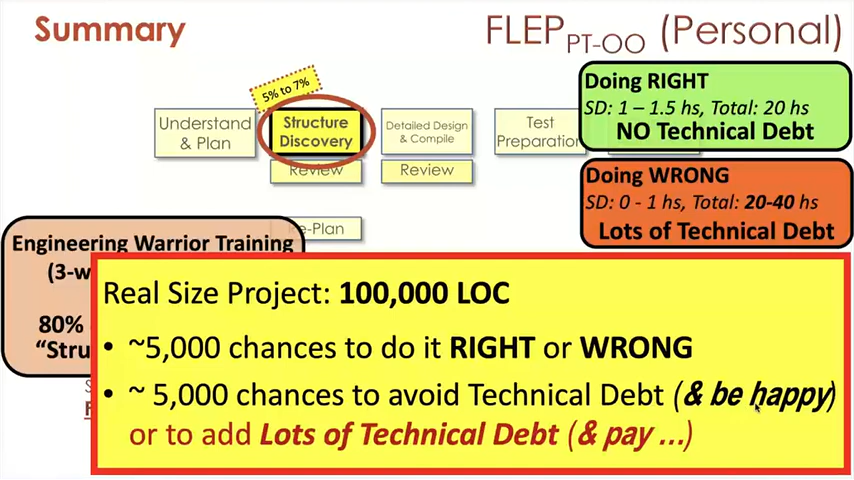 Summary
FLEP PT-OO (Personal)
5% to 7%
Understand
& Plan
Structure
Discovery
Review
Detailed Design
& Compile
Review
Test
Preparation
Doing RIGHT
SD: 1 – 1.5 hs, Total: 20 hs
NO Technical Debt
Doing WRONG
SD: 0 - 1 hs, Total: 20-40 hs
Lots of Technical Debt
-Plan
Engineering Warrior Training
(3-w
80%
“Stru
Real Size Project: 100,000 LOC
• ~5,000 chances to do it RIGHT or WRONG
• ~ 5,000 chances to avoid Technical Debt (& be happy)
or to add Lots of Technical Debt (& pay ...)